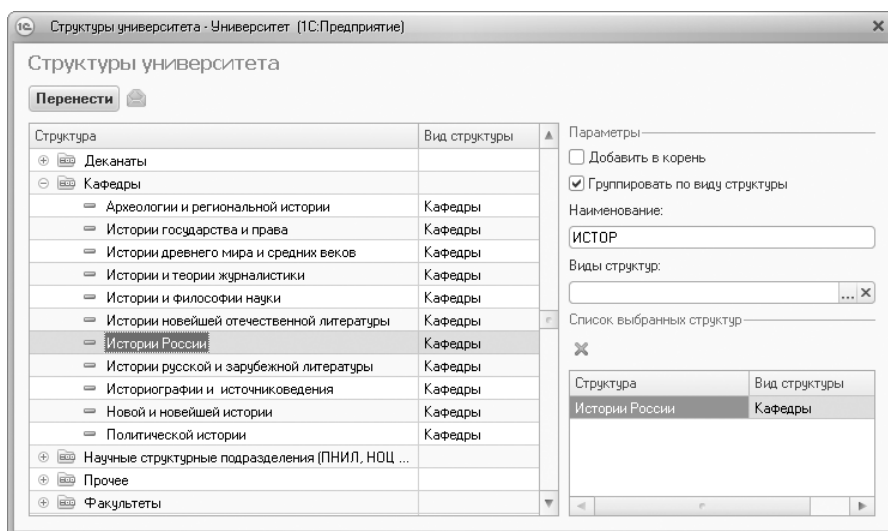 Структуры университета - Университет (1С:Предприятие)
Структуры университета
Перенести
Структура Вид структуры
Деканаты
Кафедры
Археологии и региональной истории Кафедры
Истории государства и права Кафедры
Истории древнего мира и средних веков Кафедры
Истории и теории журналистики Кафедры
Истории и философии науки Кафедры
Истории новейшей отечественной литературы Кафедры
Истории России Кафедры
Истории русской и зарубежной литературы Кафедры
Историографии и источниковедения Кафедры
Новой и новейшей истории Кафедры
Политической истории Кафедры
Научные структурные подразделения (ПНИЛ, НОЦ ...
Прочее
Факультеты
Параметры
Добавить в корень
Группировать по виду структуры
Наименование:
ИСТОР
Виды структур:
...
Список выбранных структур
Структура Вид структуры
Истории России Кафедры